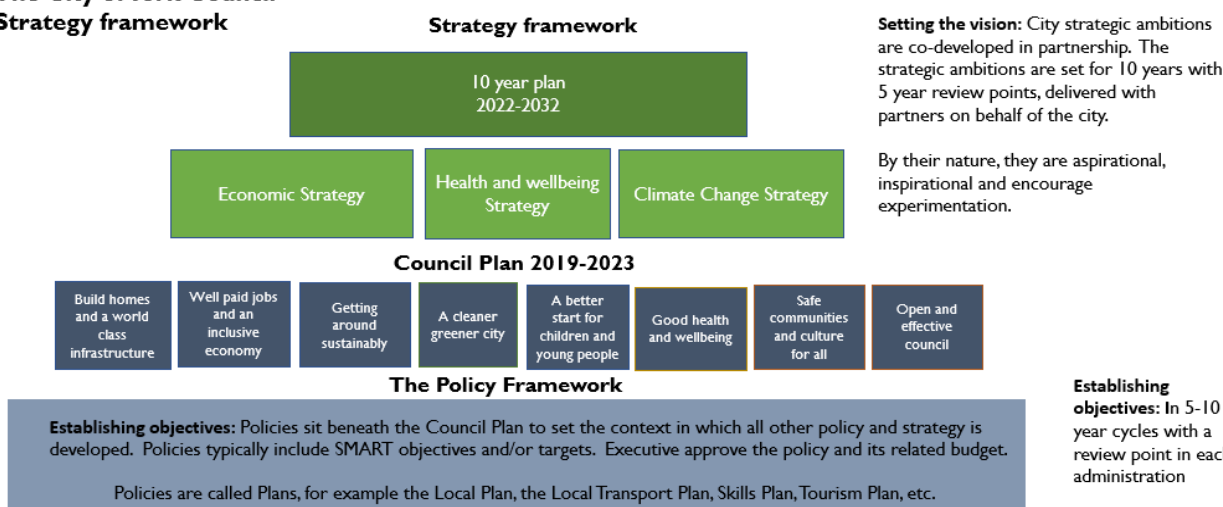 Strategy framework
Strategy framework
Setting the vision: City strategic ambitions
are co-developed in partnership. The
strategic ambitions are set for 10 years with
5 year review points, delivered with
partners on behalf of the city.
By their nature, they are aspirational,
inspirational and encourage
experimentation.
10 year plan
2022-2032
Economic Strategy
Health and wellbeing
Strategy
Climate Change Strategy
Council Plan 2019-2023
Build homes
and a world
class
infrastructure
Well paid jobs
and an
inclusive
economy
Getting
around
sustainably
A cleaner
greener city
A better
start for
children and
young people
Good health
and wellbeing
Safe
communities
and culture
for all
Open and
effective
council
The Policy Framework
Establishing objectives: Policies sit beneath the Council Plan to set the context in which all other policy and strategy is
developed. Policies typically include SMART objectives and/or targets. Executive approve the policy and its related budget.
Policies are called Plans, for example the Local Plan, the Local Transport Plan, Skills Plan, Tourism Plan, etc.
Establishing
objectives: In 5-10
year cycles with a
review point in eac
administration